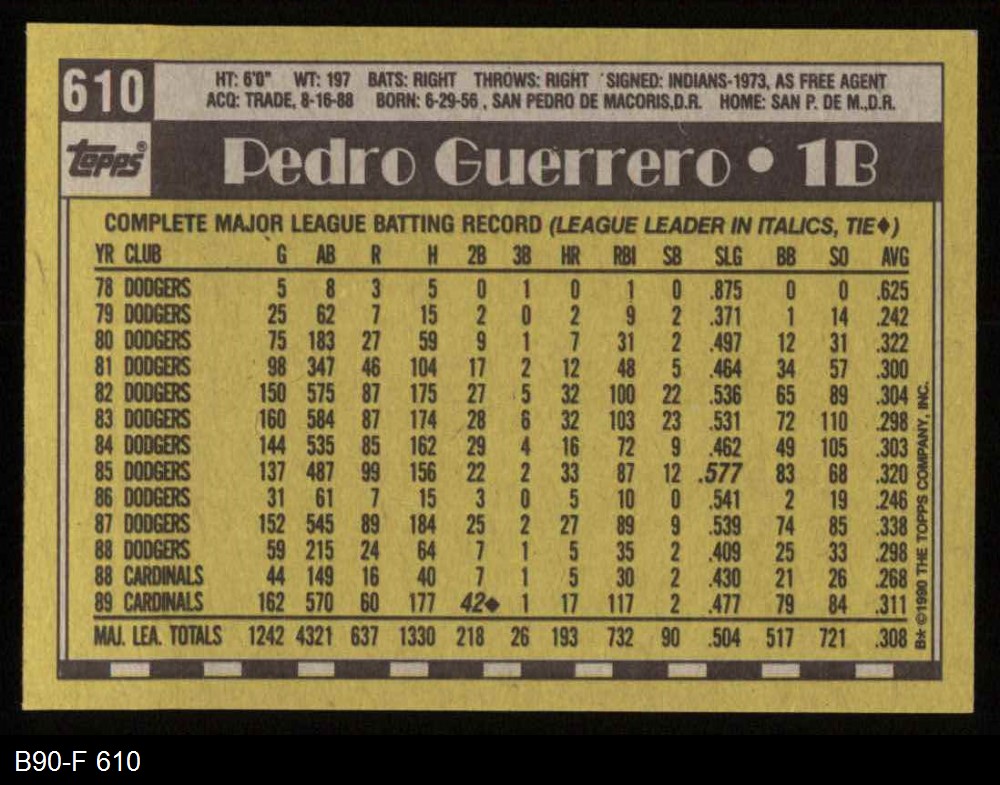 610
HT: 6'0" WT: 197 BATS: RIGHT THROWS: RIGHT SIGNED: INDIANS-1973, AS FREE AGENT
ACQ: TRADE, 8-16-88 BORN: 6-29-56, SAN PEDRO DE MACORIS,D.R. HOME: SAN P. DE M.,D.R.
Topps®
Pedro Guerrero • 1B
COMPLETE MAJOR LEAGUE BATTING RECORD (LEAGUE LEADER IN ITALICS, TIE♦)
YR CLUB G AB R H 2B 3B HR RBI SB SLG BB SO AVG
78 DODGERS 5 8 3 5 0 1 0 1 0 .875 0 0 .625
79 DODGERS 25 62 7 15 2 0 2 9 2 .371 1 14 .242
80 DODGERS 75 183 27 59 9 1 7 31 2 .497 12 31 .322
81 DODGERS 98 347 46 104 17 2 12 48 5 .464 34 57 .300
82 DODGERS 150 575 87 175 27 5 32 100 22 .536 65 89 .304
83 DODGERS 160 584 87 174 28 6 32 103 23 .531 72 110 .298
84 DODGERS 144 535 85 162 29 4 16 72 9 .462 49 105 .303
85 DODGERS 137 487 99 156 22 2 33 87 12 .577 83 68 .320
86 DODGERS 31 61 7 15 3 0 5 10 0 .541 2 19 .246
87 DODGERS 152 545 89 184 25 2 27 89 9 .539 74 85 .338
88 DODGERS 59 215 24 64 7 1 5 35 2 .409 25 33 .298
88 CARDINALS 44 149 16 40 7 1 5 30 2 .430 21 26 .268
89 CARDINALS 162 570 60 177 42♦ 1 17 117 2 .477 79 84 .311
MAJ. LEA. TOTALS 1242 4321 637 1330 218 26 193 732 90 .504 517 721 .308
B* ©1990 THE TOPPS COMPANY, INC.
B90-F 610